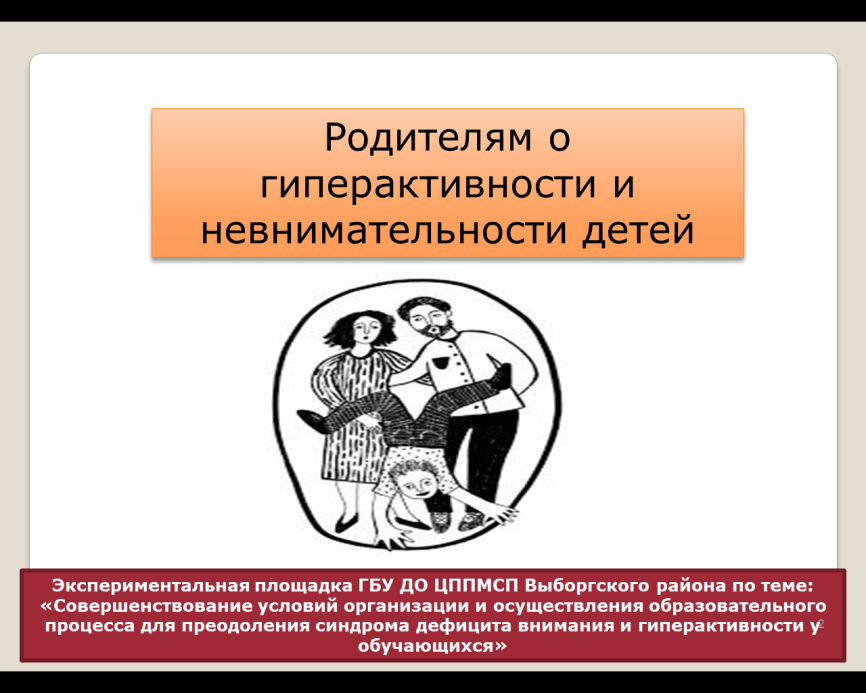 Родителям о
гиперактивности и
невнимательности детей
Экспериментальная площадка ГБУ ДО ЦППМСП Выборгского района по теме:
«Совершенствование условий организации и осуществления образовательного
процесса для преодоления синдрома дефицита внимания и гиперактивности у
обучающихся»
2